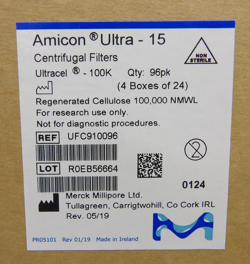 Amicon® Ultra - 15
NON
STERILE
Centrifugal Filters
Ultracel® - 100K Qty: 96pk
(4 Boxes of 24)
Regenerated Cellulose 100,000 NMWL
For research use only.
Not for diagnostic procedures.
REF UFC910096
LOT R0EB56664
0124
Merck Millipore Ltd.
Tullagreen, Carrigtwohill, Co Cork IRL
Rev. 05/19
PR05101 Rev 01/19 Made in Ireland